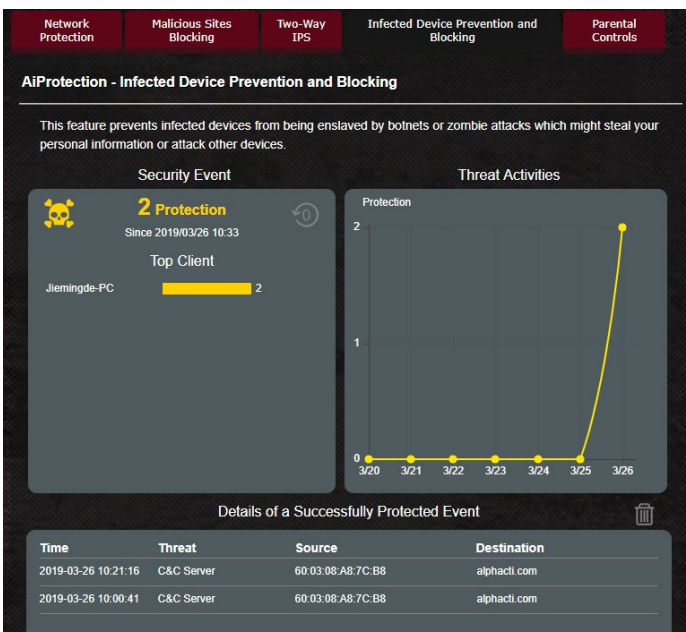 Network
Protection
Malicious Sites
Blocking
Two-Way
IPS
Infected Device Prevention and
Blocking
Parental
Controls
AiProtection - Infected Device Prevention and Blocking
This feature prevents infected devices from being enslaved by botnets or zombie attacks which might steal your
personal information or attack other devices.
Security Event
2 Protection
0
Since 2019/03/26 10:33
Top Client
Jiemingde-PC 2
Threat Activities
Protection
2
1
0
3/20 3/21 3/22 3/23 3/24 3/25 3/26
Details of a Successfully Protected Event
Time Threat Source Destination
2019-03-26 10:21:16 C&C Server 60:03:08:A8:7C:B8 alphacti.com
2019-03-26 10:00:41 C&C Server 60:03:08:A8:7C:B8 alphacti.com